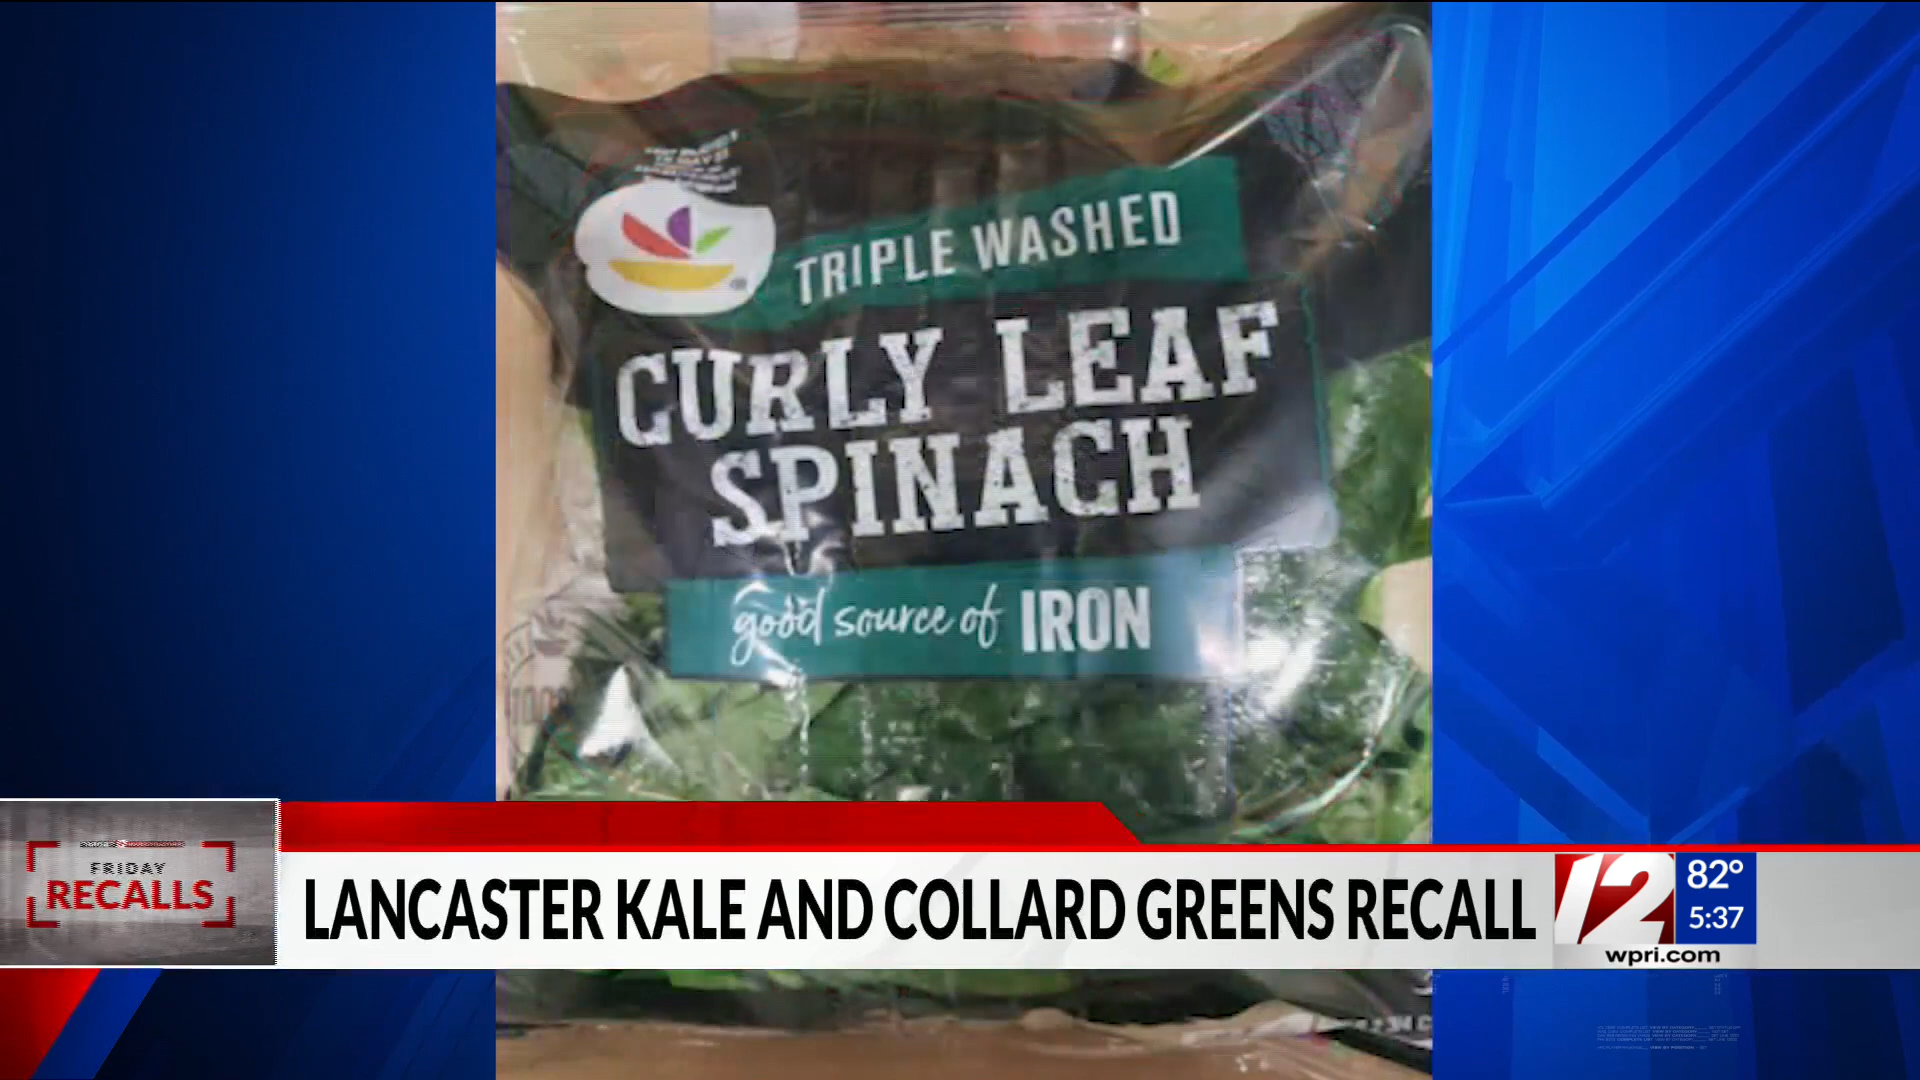 TRIPLE WASHED
CURLY LEAF
SPINACH
good source of IRON
FRIDAY
RECALLS
LANCASTER KALE AND COLLARD GREENS RECALL
12
82°
5:37
wpri.com